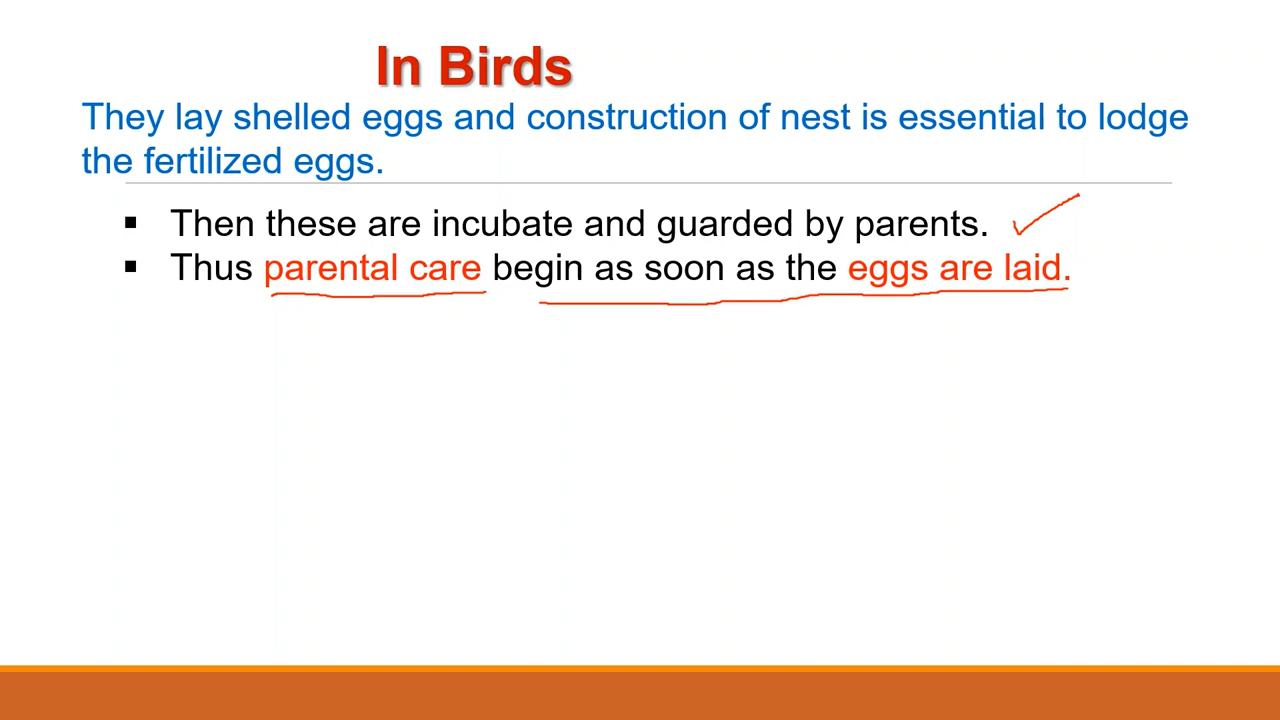 In Birds
They lay shelled eggs and construction of nest is essential to lodge
the fertilized eggs.
▪ Then these are incubate and guarded by parents.
▪ Thus parental care begin as soon as the eggs are laid.